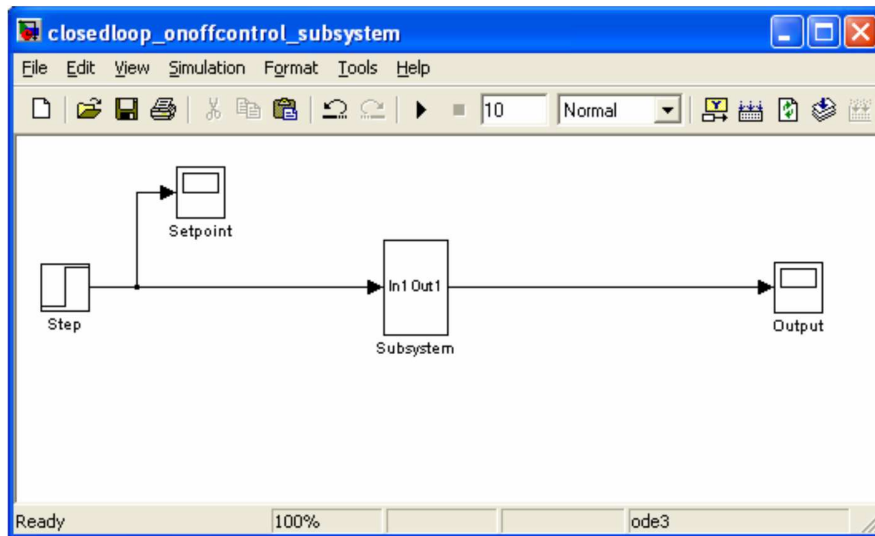 closedloop_onoffcontrol_subsystem
File Edit View Simulation Format Tools Help
10 Normal
Setpoint
In1 Out1
Step
Subsystem
Output
Ready 100% ode3